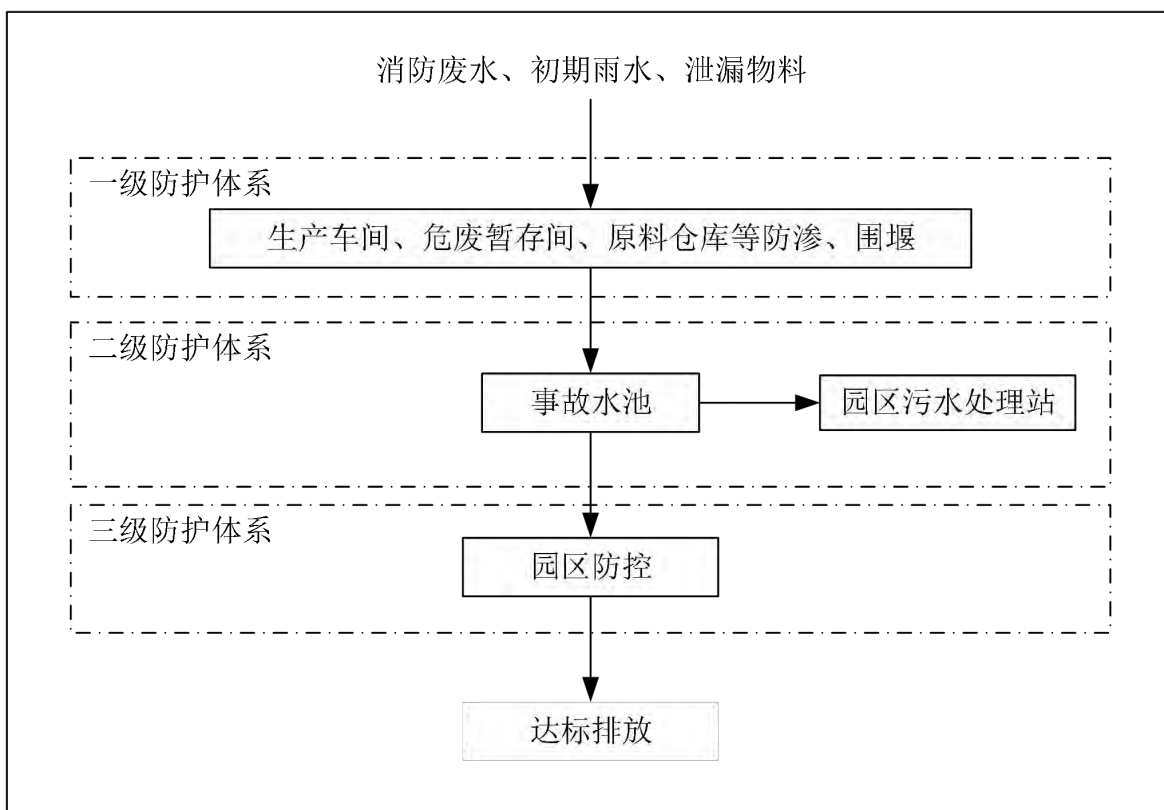 消防废水、初期雨水、泄漏物料
一级防护体系
生产车间、危废暂存间、原料仓库等防渗、围堰
二级防护体系
事故水池
园区污水处理站
三级防护体系
园区防控
达标排放